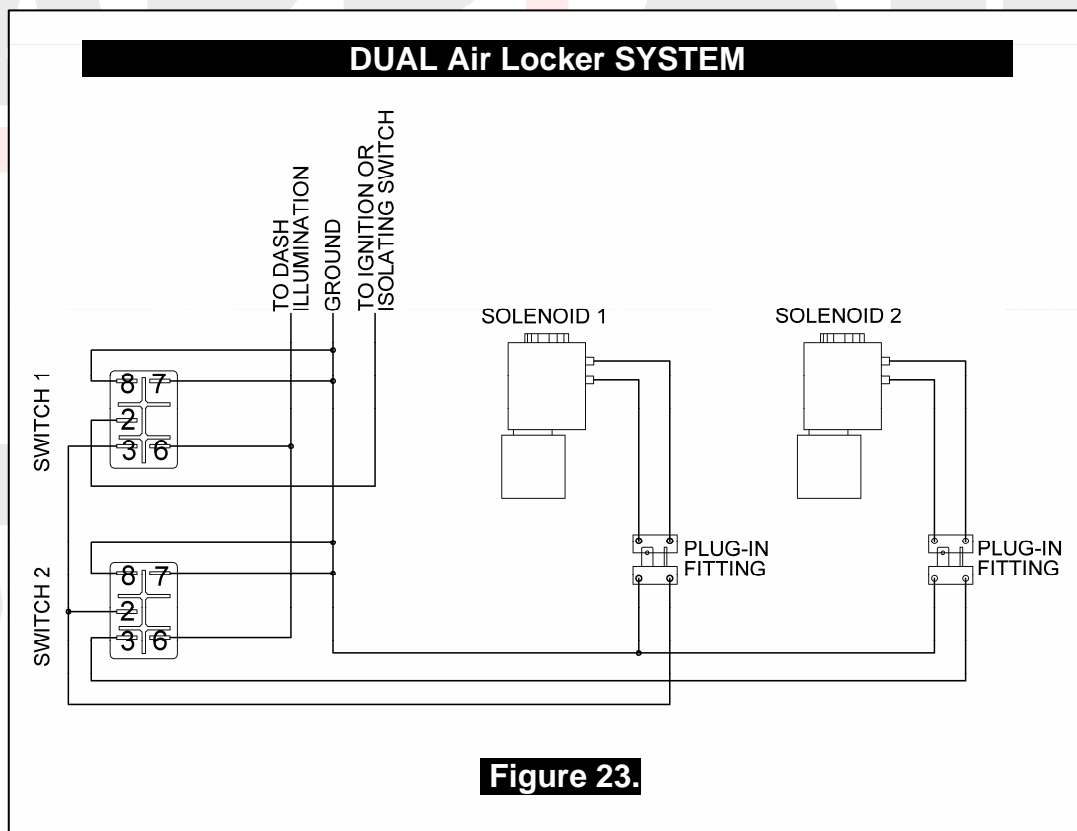 DUAL Air Locker SYSTEM
TO DASH
ILLUMINATION
GROUND
TO IGNITION OR
ISOLATING SWITCH
SOLENOID 1
SOLENOID 2
SWITCH 1
8 7
2
3 6
SWITCH 2
8 7
2
3 6
PLUG-IN
FITTING
PLUG-IN
FITTING
Figure 23.